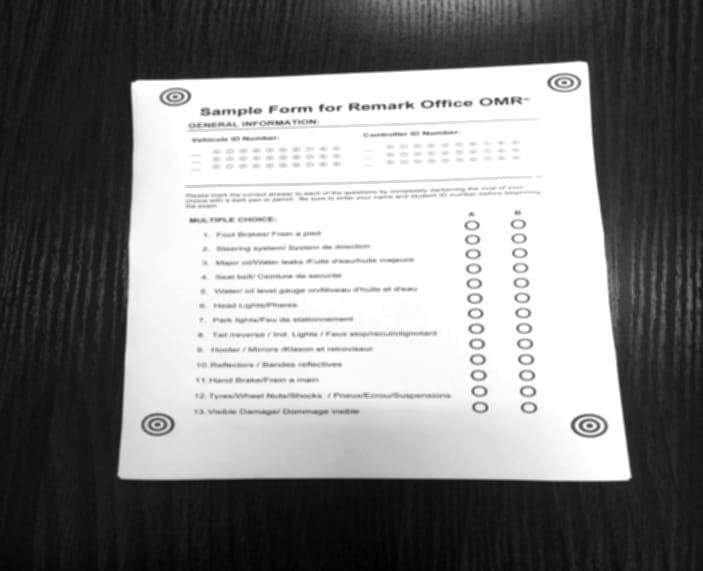 Sample Form for Remark Office OMR
GENERAL INFORMATION:
Vehicule ID Number:
Controller ID Number:
Please mark the correct answer to each of the questions by completely darkening the oval of your
choice with a dark pen or pencil. Be sure to enter your name and student ID number before beginning
the exam.
MULTIPLE CHOICE:
A B
1. Foot Brakes/ Frein a pied
2. Steering system/ System de direction
3. Major oil/Water leaks /Fuite d'eau/huile majeure
4. Seat belt/ Ceinture de securite
5. Water/ oil level gauge on/Niveau d'huile et d'eau
6. Head Lights/Phares
7. Park lights/Feu de stationnement
8. Tail /reverse / Ind. Lights / Feux stop/recul/clignotant
9. Hooter / Mirrors /Klaxon et retroviseur
10. Reflectors / Bandes reflectives
11. Hand Brake/Frein a main
12. Tyres/Wheel Nuts/Shocks / Pneux/Ecrou/Suspensions
13. Visible Damage/ Dommage visible